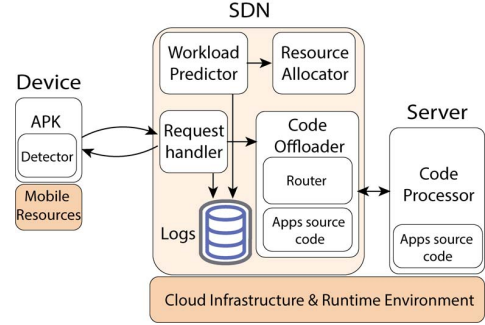 SDN
Device
APK
Detector
Mobile
Resources
Workload
Predictor
Resource
Allocator
Request
handler
Code
Offloader
Router
Apps source
code
Logs
Server
Code
Processor
Apps source
code
Cloud Infrastructure & Runtime Environment